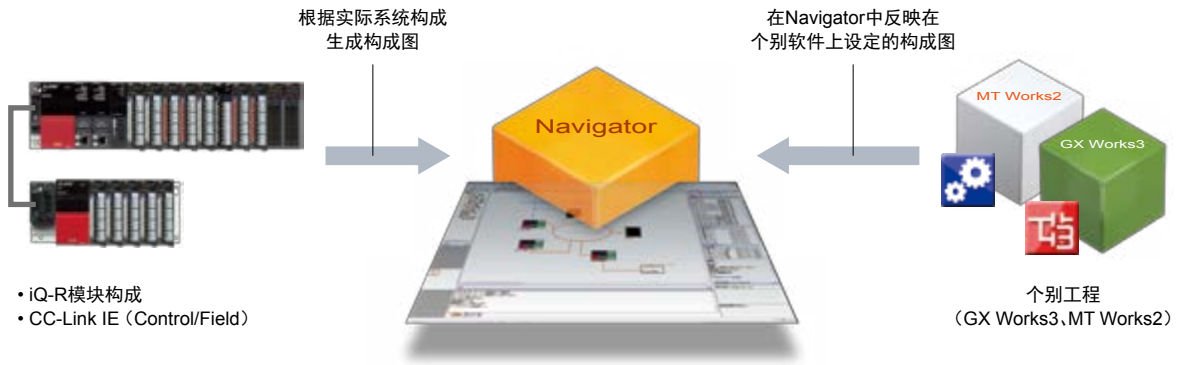 根据实际系统构成
生成构成图
在Navigator中反映在
个别软件上设定的构成图
MT Works2
Navigator
GX Works3
• iQ-R模块构成
• CC-Link IE（Control/Field）
个别工程
（GX Works3、MT Works2）